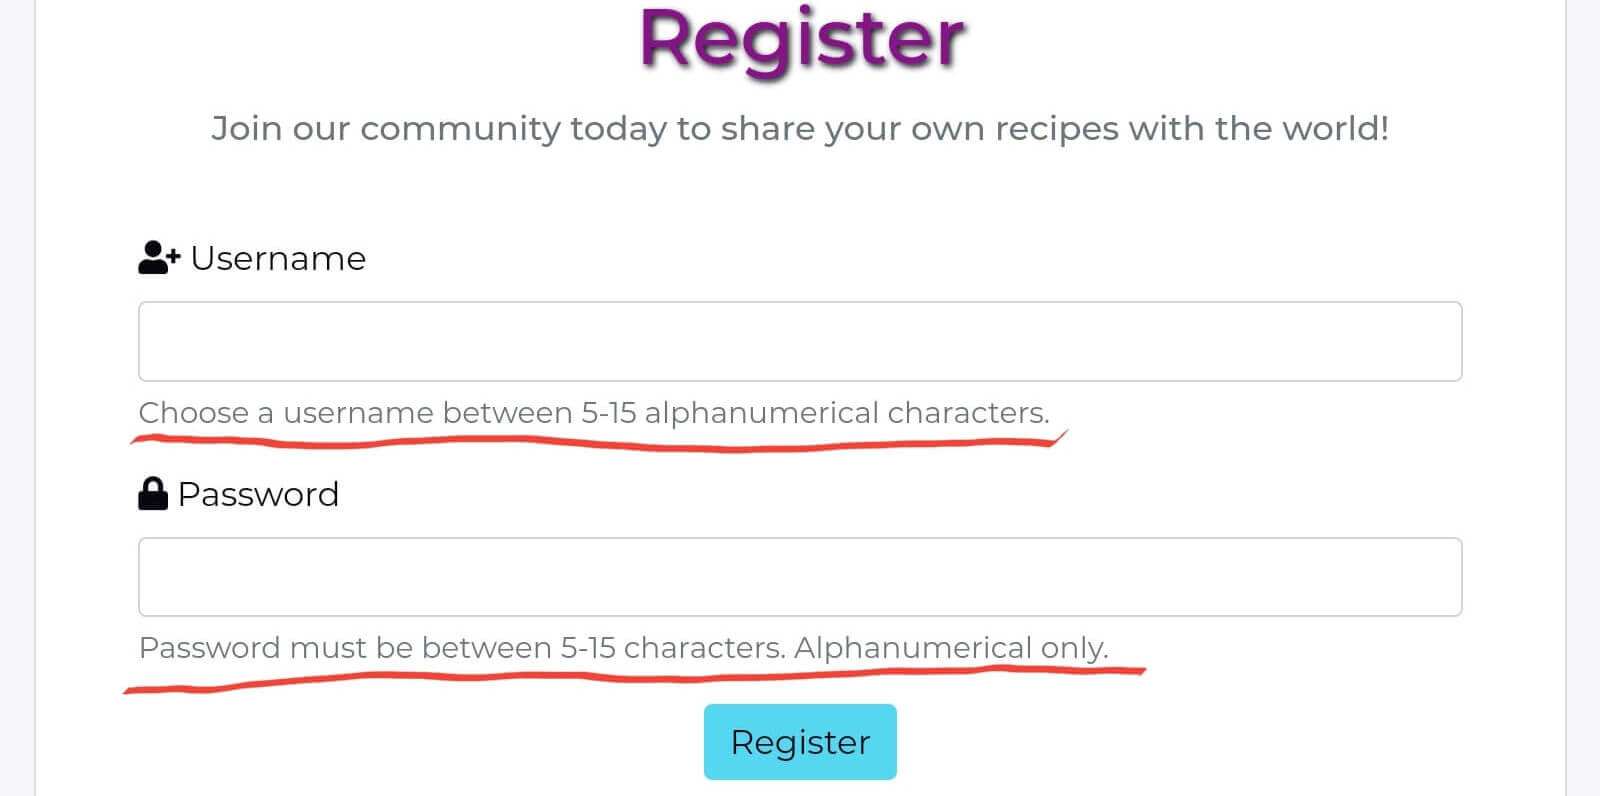 Register
Join our community today to share your own recipes with the world!
Username
Choose a username between 5-15 alphanumerical characters.
Password
Password must be between 5-15 characters. Alphanumerical only.
Register